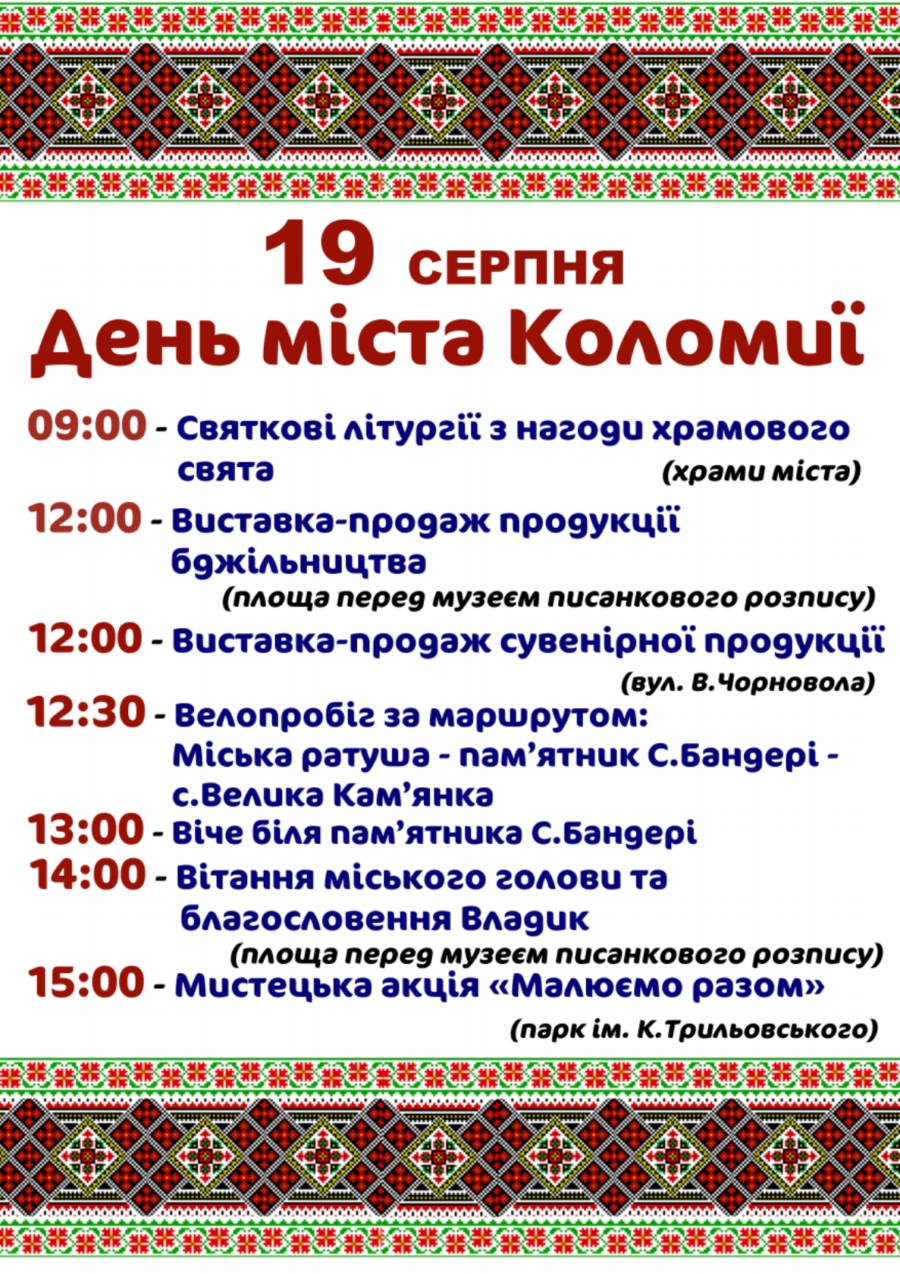 19 СЕРПНЯ
День міста Коломиї
09:00 - Святкові літургії з нагоди храмового
свята (храми міста)
12:00 - Виставка-продаж продукції
бджільництва
(площа перед музеєм писанкового розпису)
12:00 - Виставка-продаж сувенірної продукції
(вул. В.Чорновола)
12:30 - Велопробіг за маршрутом:
Міська ратуша - пам’ятник С.Бандері -
с.Велика Кам’янка
13:00 - Віче біля пам’ятника С.Бандері
14:00 - Вітання міського голови та
благословення Владик
(площа перед музеєм писанкового розпису)
15:00 - Мистецька акція «Малюємо разом»
(парк ім. К.Трильовського)